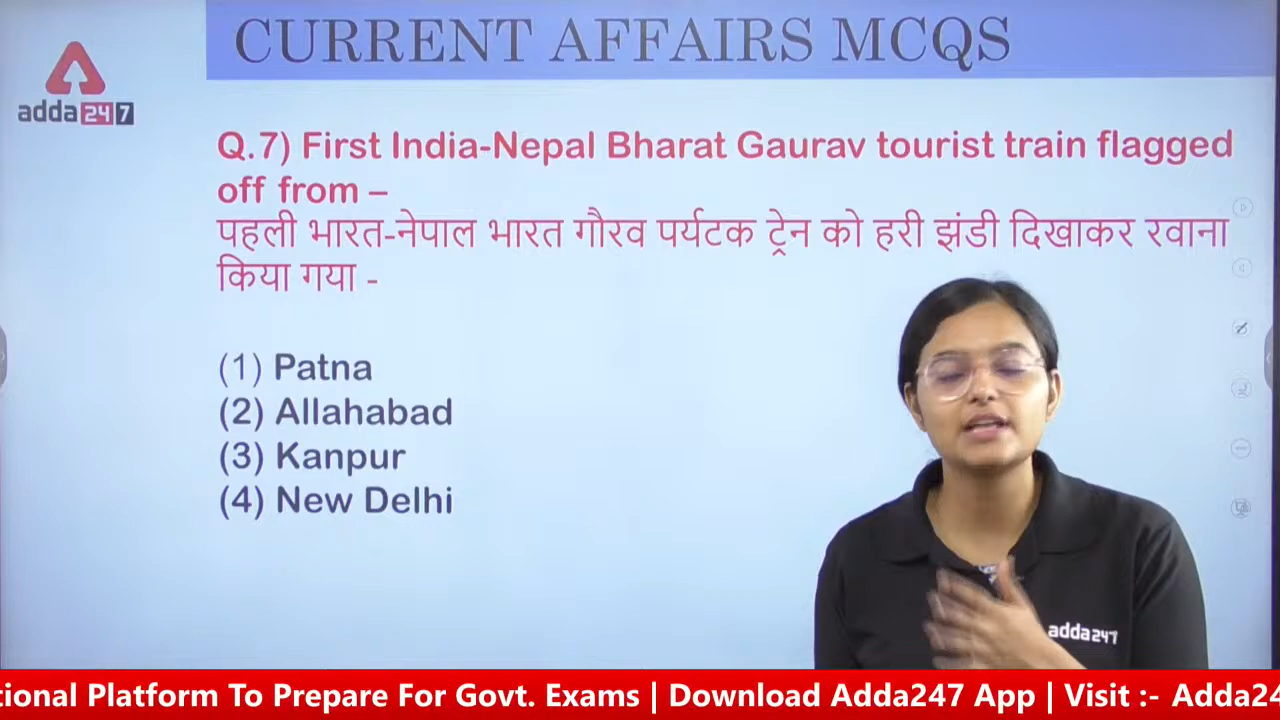 CURRENT AFFAIRS MCQS
adda247
Q.7) First India-Nepal Bharat Gaurav tourist train flagged
off from –
पहली भारत-नेपाल भारत गौरव पर्यटक ट्रेन को हरी झंडी दिखाकर रवाना
किया गया -
(1) Patna
(2) Allahabad
(3) Kanpur
(4) New Delhi
adda247
tional Platform To Prepare For Govt. Exams | Download Adda247 App | Visit :- Adda24